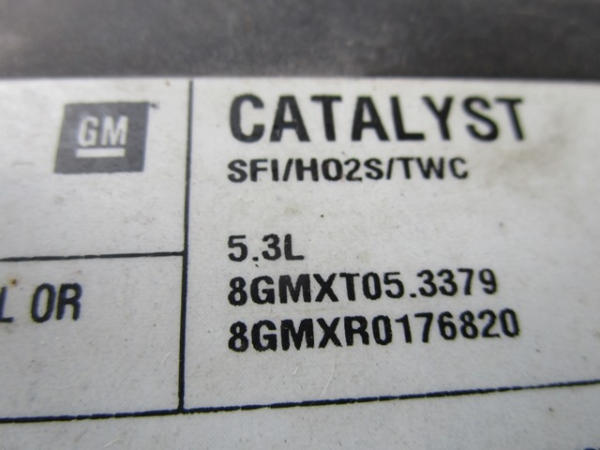 GM
CATALYST
SFI/HO2S/TWC
5.3L
8GMXT05.3379
8GMXR0176820
L OR